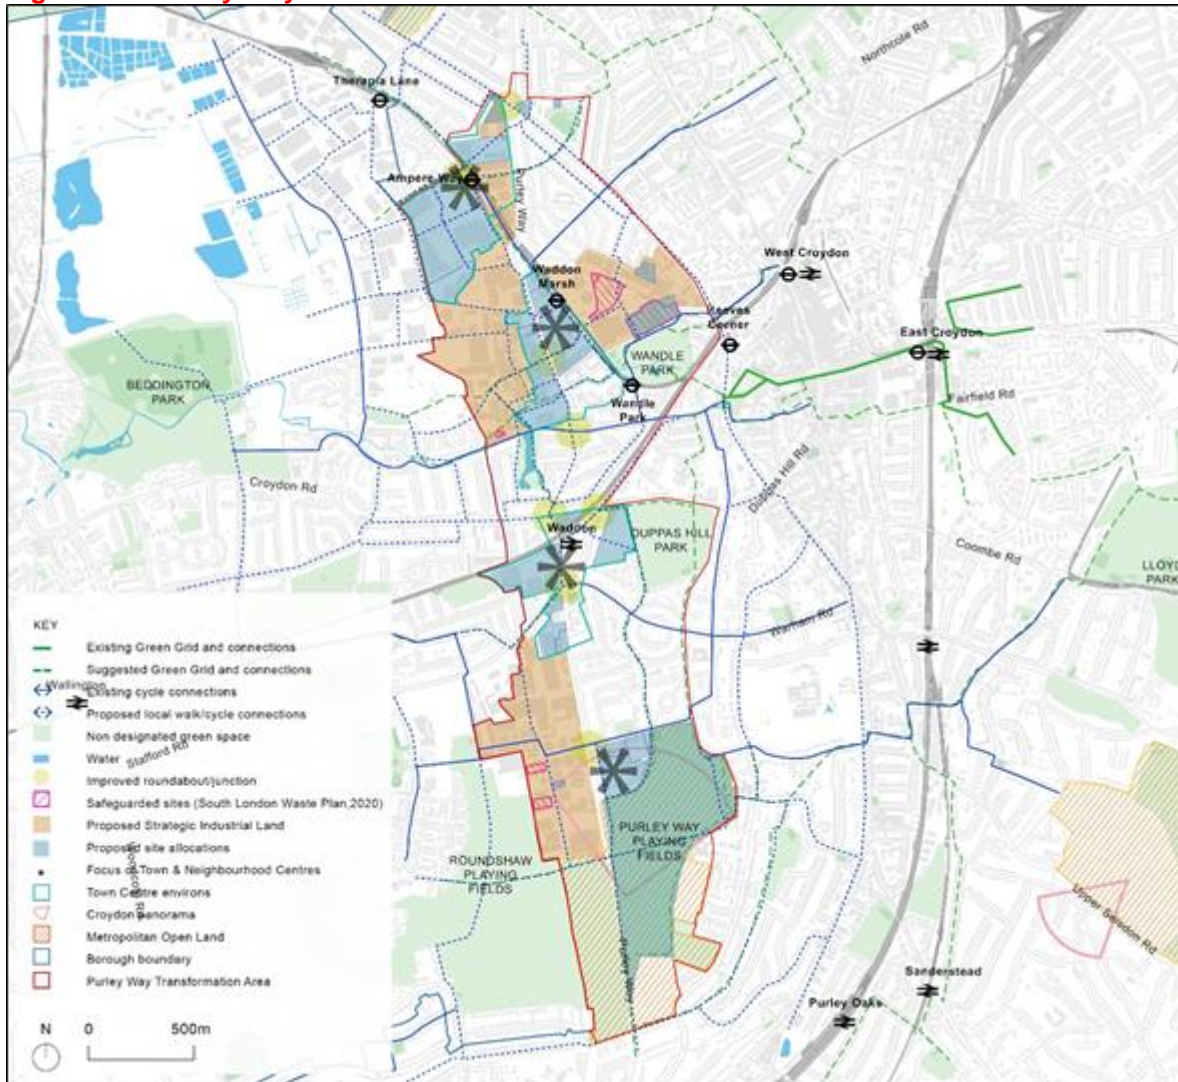 Northcote Rd
Therapia Lane
Ampere Way
Purley Way
West Croydon
Waddon
Marsh
Reeves
Corner
East Croydon
WANDLE
PARK
BEDDINGTON
PARK
Wandle
Park
Fairfield Rd
Croydon Rd
Duppas Hill Rd
Waddon
DUPPAS HILL
PARK
Coombe Rd
LLOYD
PARK
Warham Rd
KEY
Existing Green Grid and connections
Suggested Green Grid and connections
Wallington
Existing cycle connections
Proposed local walk/cycle connections
Non designated green space
Stafford Rd
Water
Improved roundabout/junction
Safeguarded sites (South London Waste Plan,2020)
Proposed Strategic Industrial Land
Proposed site allocations
Focus of Town & Neighbourhood Centres
Town Centre environs
Croydon panorama
Metropolitan Open Land
Borough boundary
Purley Way Transformation Area
PURLEY WAY
PLAYING
FIELDS
ROUNDSHAW
PLAYING
FIELDS
Purley Way
Upper Selsdon Rd
Sanderstead
Purley Oaks
N 0 500m